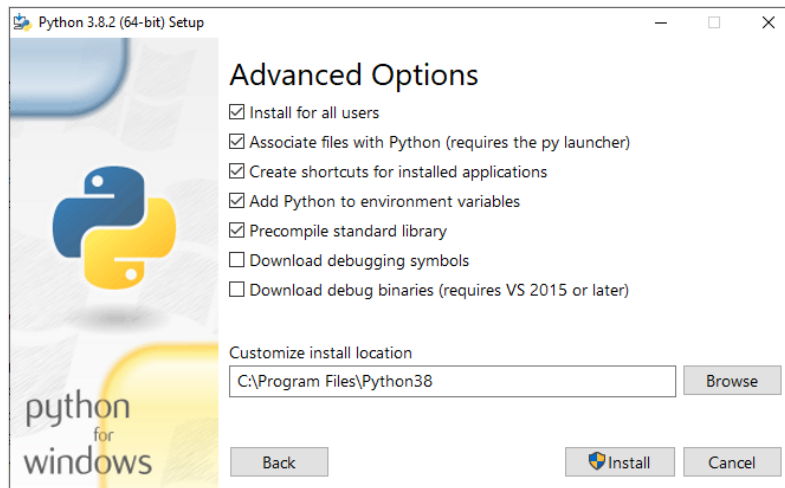 Python 3.8.2 (64-bit) Setup
Advanced Options
Install for all users
Associate files with Python (requires the py launcher)
Create shortcuts for installed applications
Add Python to environment variables
Precompile standard library
Download debugging symbols
Download debug binaries (requires VS 2015 or later)
Customize install location
C:\Program Files\Python38
Browse
python
for
windows
Back
Install
Cancel